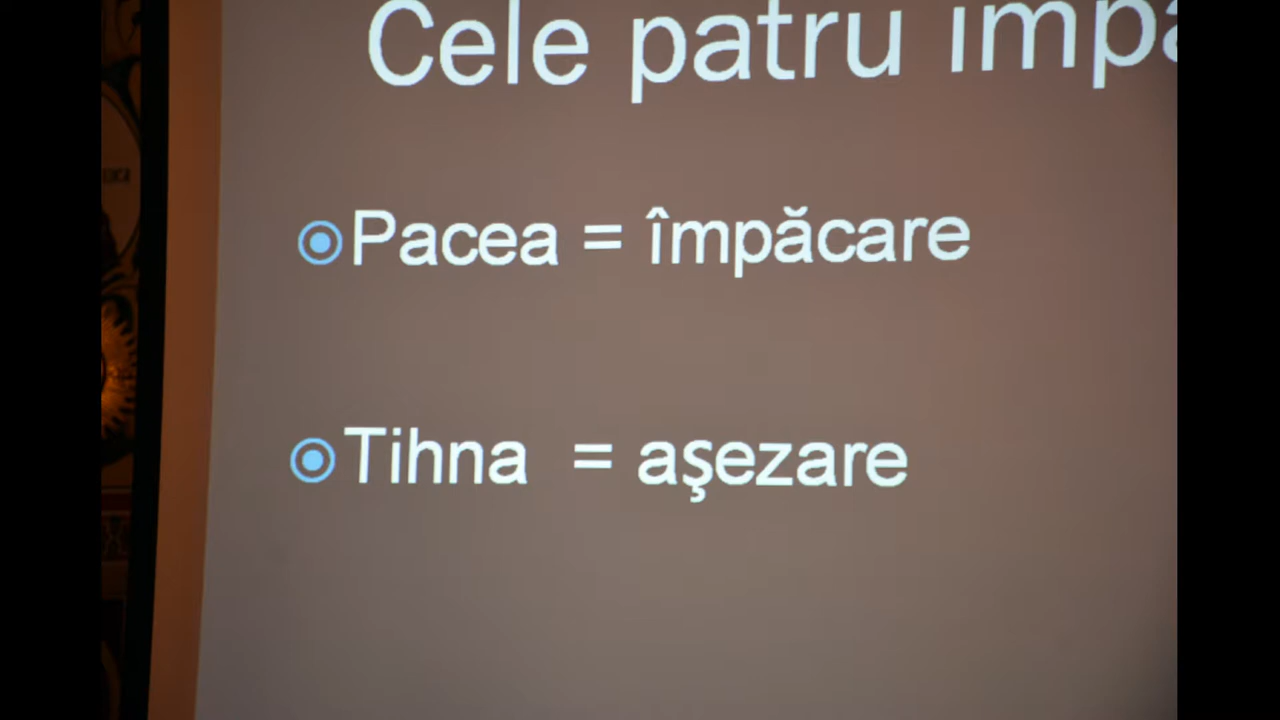 Cele patru
Pacea = împăcare
Tihna = aşezare